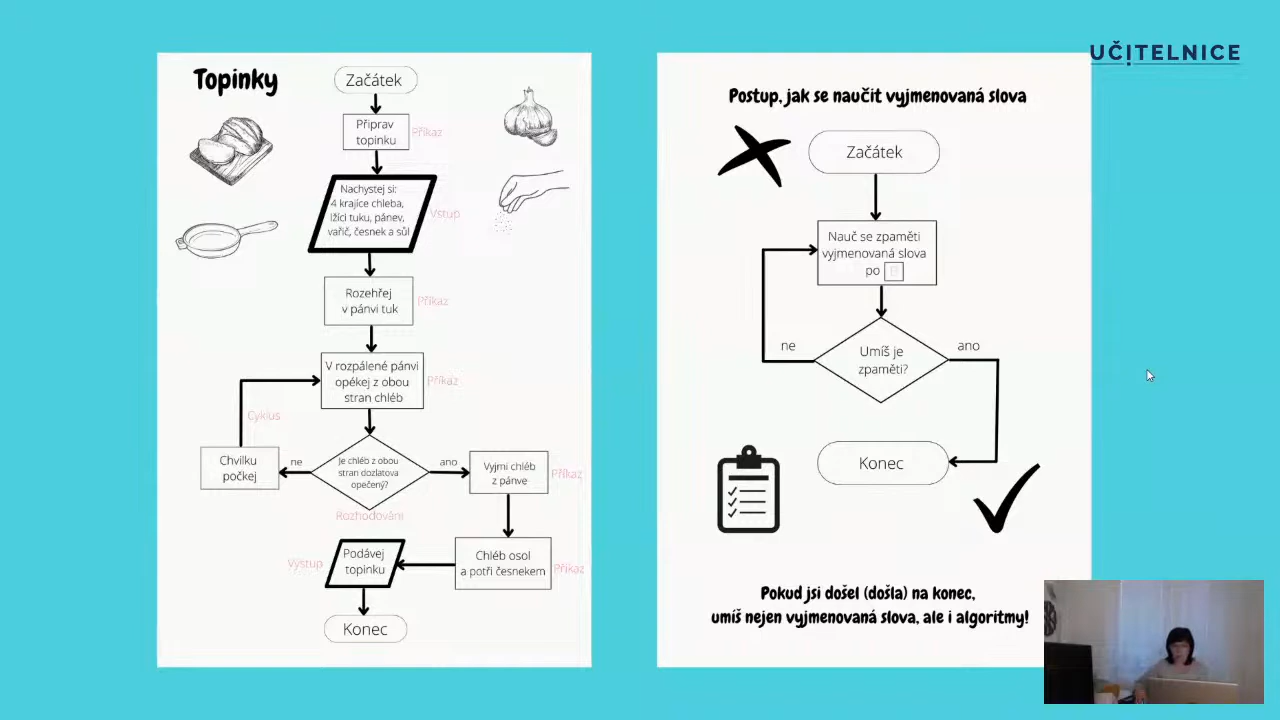 UČITELNICE
Topinky
Začátek
Připrav
topinku
Příkaz
Nachystej si:
4 krajíce chleba,
lžíci tuku, pánev,
vařič, česnek a sůl
Vstup
Rozehřej
v pánvi tuk
Příkaz
V rozpálené pánvi
opékej z obou
stran chléb
Příkaz
Cyklus
Chvilku
počkej
ne
Je chléb z obou
stran dozlatova
opečený?
ano
Vyjmi chléb
z pánve
Příkaz
Rozhodování
Výstup
Podávej
topinku
Chléb osol
a potři česnekem
Příkaz
Konec
Postup, jak se naučit vyjmenovaná slova
Začátek
Nauč se zpaměti
vyjmenovaná slova
po B
ne
Umíš je
zpaměti?
ano
Konec
Pokud jsi došel (došla) na konec,
umíš nejen vyjmenovaná slova, ale i algoritmy!